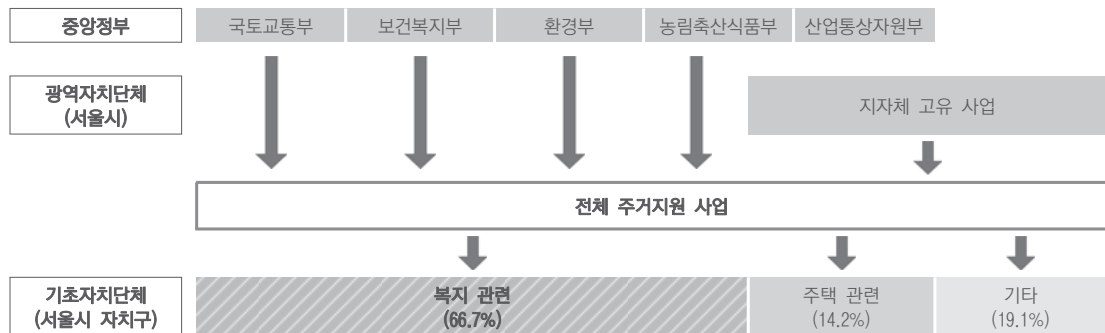 중앙정부
국토교통부 보건복지부 환경부 농림축산식품부 산업통상자원부
광역자치단체
(서울시)
지자체 고유 사업
전체 주거지원 사업
기초자치단체
(서울시 자치구)
복지 관련
(66.7%)
주택 관련
(14.2%)
기타
(19.1%)